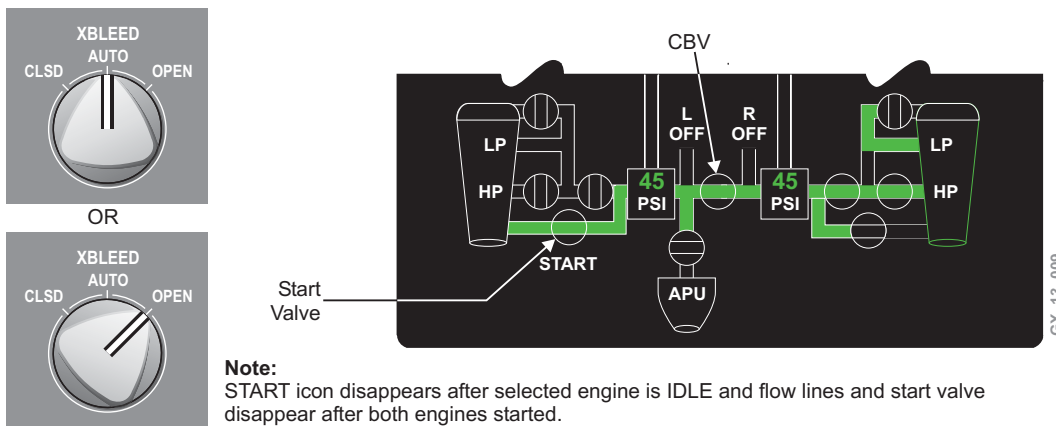 XBLEED
AUTO
CLSD
OPEN
OR
XBLEED
AUTO
CLSD
OPEN
CBV
L
OFF
R
OFF
LP
HP
45
PSI
45
PSI
LP
HP
START
APU
Start
Valve
GX_13_009
Note:
START icon disappears after selected engine is IDLE and flow lines and start valve
disappear after both engines started.